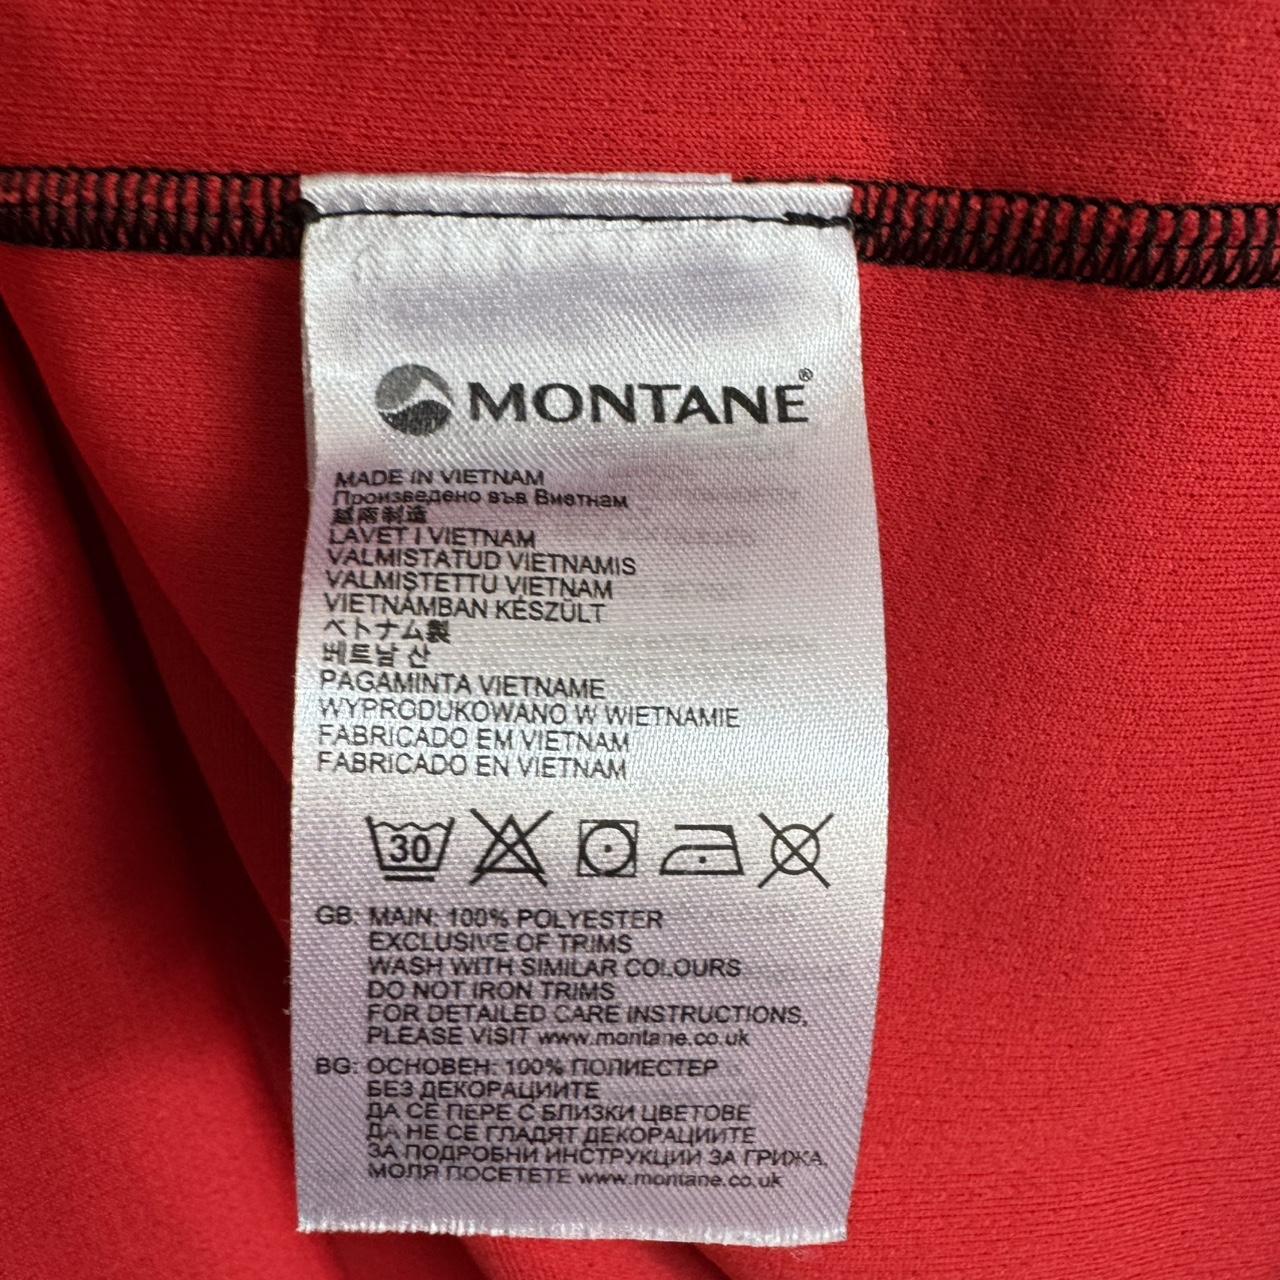 MONTANE®
MADE IN VIETNAM
Произведено във Виетнам
越南制造
LAVET I VIETNAM
VALMISTATUD VIETNAMIS
VALMISTETTU VIETNAM
VIETNÁMBAN KÉSZÜLT
ベトナム製
베트남 산
PAGAMINTA VIETNAME
WYPRODUKOWANO W WIETNAMIE
FABRICADO EM VIETNAM
FABRICADO EN VIETNAM
30
GB: MAIN: 100% POLYESTER
EXCLUSIVE OF TRIMS
WASH WITH SIMILAR COLOURS
DO NOT IRON TRIMS
FOR DETAILED CARE INSTRUCTIONS,
PLEASE VISIT www.montane.co.uk
BG: ОСНОВЕН: 100% ПОЛИЕСТЕР
БЕЗ ДЕКОРАЦИИТЕ
ДА СЕ ПЕРЕ С БЛИЗКИ ЦВЕТОВЕ
ДА НЕ СЕ ГЛАДЯТ ДЕКОРАЦИИТЕ
ЗА ПОДРОБНИ ИНСТРУКЦИИ ЗА ГРИЖА,
МОЛЯ ПОСЕТЕТЕ www.montane.co.uk